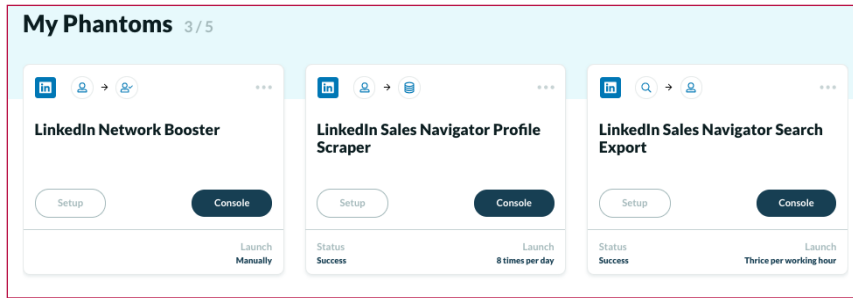 My Phantoms 3/5
in
LinkedIn Network Booster
Setup
Console
Launch
Manually
in
LinkedIn Sales Navigator Profile
Scraper
Setup
Console
Status
Launch
Success
8 times per day
in
LinkedIn Sales Navigator Search
Export
Setup
Console
Status
Launch
Success
Thrice per working hour